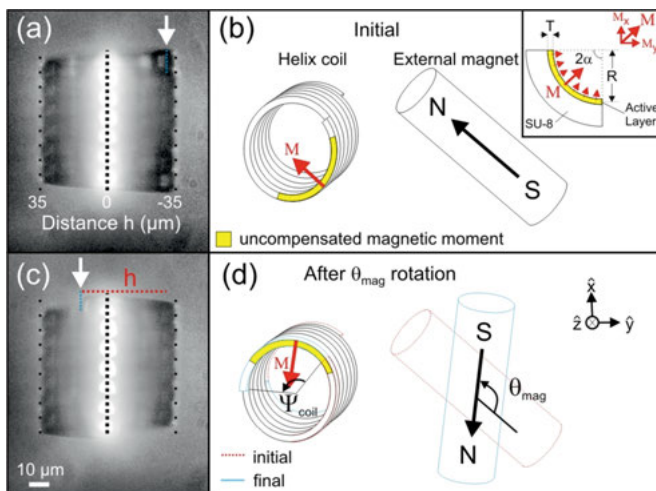 (a)
35 0 -35
Distance h (μm)
(b) Initial
Helix coil
External magnet
M
N
S
uncompensated magnetic moment
T
Mx
M
My
2α
R
M
SU-8
Active
Layer
(c)
h
10 μm
(d) After θmag rotation
M
Ψcoil
initial
final
S
N
θmag
x̂
ẑ
ŷ